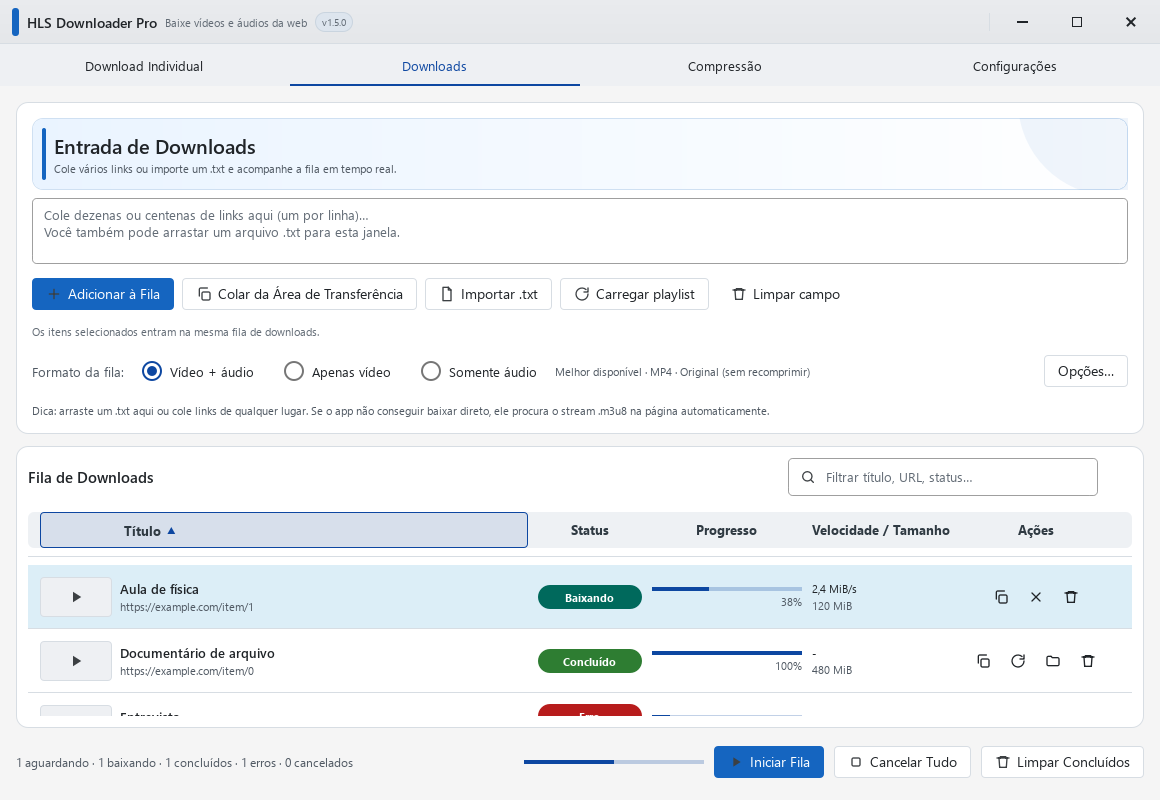 HLS Downloader Pro Baixe vídeos e áudios da web v1.5.0
Download Individual Downloads Compressão Configurações
Entrada de Downloads
Cole vários links ou importe um .txt e acompanhe a fila em tempo real.
Cole dezenas ou centenas de links aqui (um por linha)...
Você também pode arrastar um arquivo .txt para esta janela.
Adicionar à Fila Colar da Área de Transferência Importar .txt Carregar playlist Limpar campo
Os itens selecionados entram na mesma fila de downloads.
Formato da fila: Vídeo + áudio Apenas vídeo Somente áudio Melhor disponível · MP4 · Original (sem recomprimir) Opções...
Dica: arraste um .txt aqui ou cole links de qualquer lugar. Se o app não conseguir baixar direto, ele procura o stream .m3u8 na página automaticamente.
Fila de Downloads Filtrar título, URL, status...
Título Status Progresso Velocidade / Tamanho Ações
Aula de física Baixando 2,4 MiB/s
https://example.com/item/1 38% 120 MiB
Documentário de arquivo Concluído -
https://example.com/item/0 100% 480 MiB
1 aguardando · 1 baixando · 1 concluídos · 1 erros · 0 cancelados Iniciar Fila Cancelar Tudo Limpar Concluídos